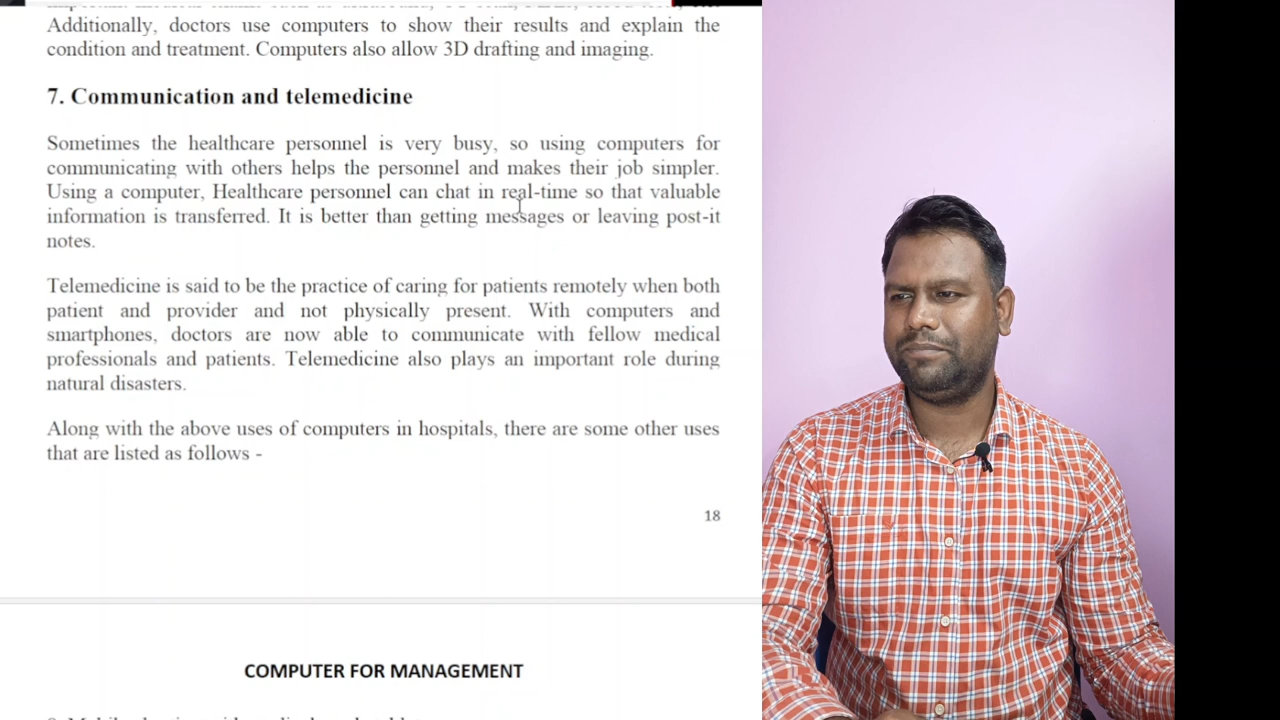 Additionally, doctors use computers to show their results and explain the
condition and treatment. Computers also allow 3D drafting and imaging.
7. Communication and telemedicine
Sometimes the healthcare personnel is very busy, so using computers for
communicating with others helps the personnel and makes their job simpler.
Using a computer, Healthcare personnel can chat in real-time so that valuable
information is transferred. It is better than getting messages or leaving post-it
notes.
Telemedicine is said to be the practice of caring for patients remotely when both
patient and provider and not physically present. With computers and
smartphones, doctors are now able to communicate with fellow medical
professionals and patients. Telemedicine also plays an important role during
natural disasters.
Along with the above uses of computers in hospitals, there are some other uses
that are listed as follows -
18
COMPUTER FOR MANAGEMENT